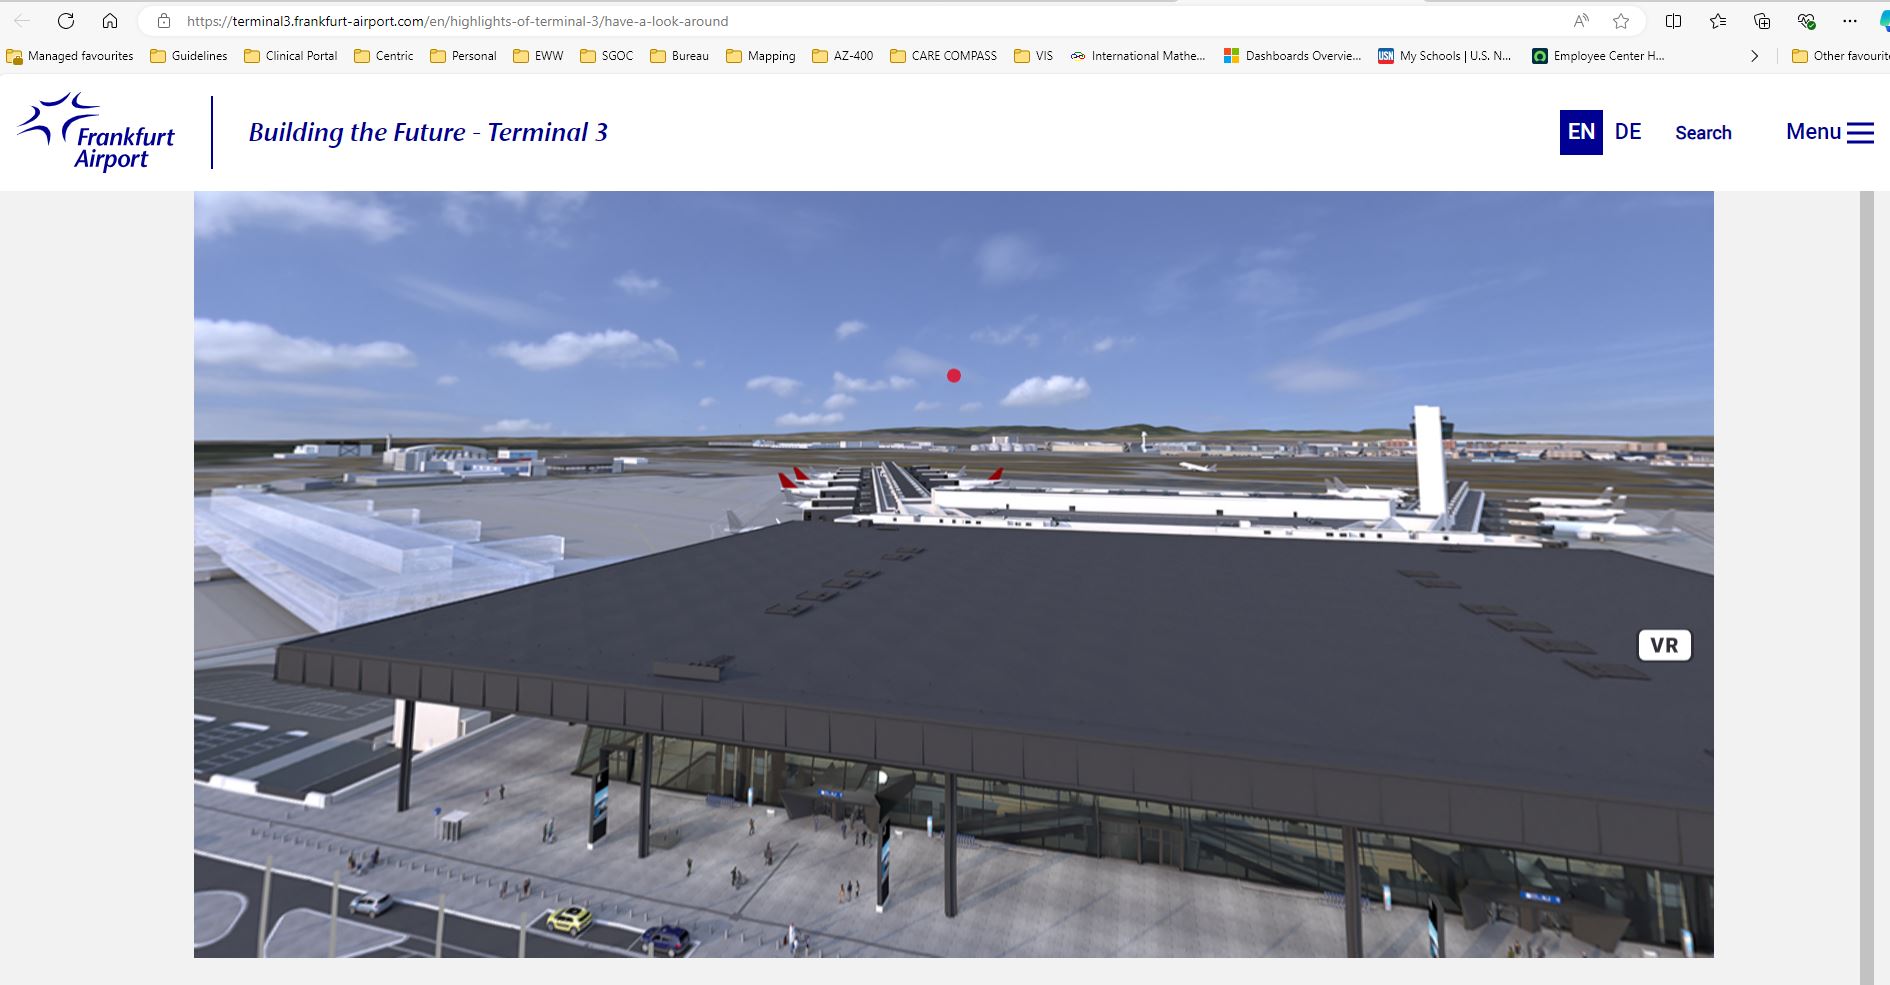 https://terminal3.frankfurt-airport.com/en/highlights-of-terminal-3/have-a-look-around
Managed favourites Guidelines Clinical Portal Centric Personal EWW SGOC Bureau Mapping AZ-400 CARE COMPASS VIS International Mathe... Dashboards Overvie... USN My Schools | U.S. N... Employee Center H... Other favourit
Frankfurt
Airport
Building the Future - Terminal 3
EN DE Search Menu
VR